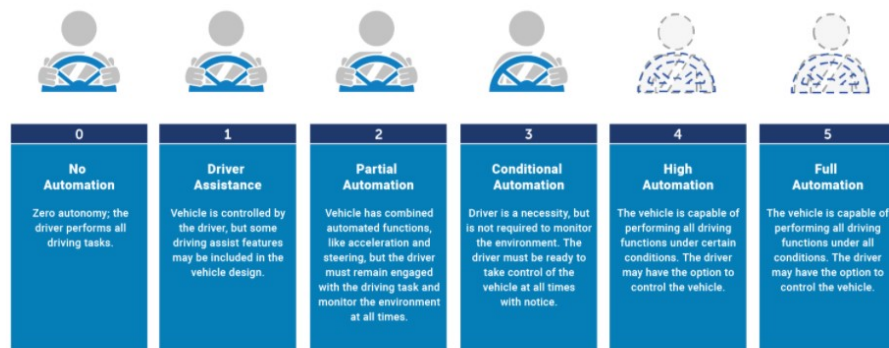 0
No
Automation
Zero autonomy; the
driver performs all
driving tasks.
1
Driver
Assistance
Vehicle is controlled by
the driver, but some
driving assist features
may be included in the
vehicle design.
2
Partial
Automation
Vehicle has combined
automated functions,
like acceleration and
steering, but the driver
must remain engaged
with the driving task and
monitor the environment
at all times.
3
Conditional
Automation
Driver is a necessity, but
is not required to monitor
the environment. The
driver must be ready to
take control of the
vehicle at all times
with notice.
4
High
Automation
The vehicle is capable of
performing all driving
functions under certain
conditions. The driver
may have the option to
control the vehicle.
5
Full
Automation
The vehicle is capable of
performing all driving
functions under all
conditions. The driver
may have the option to
control the vehicle.